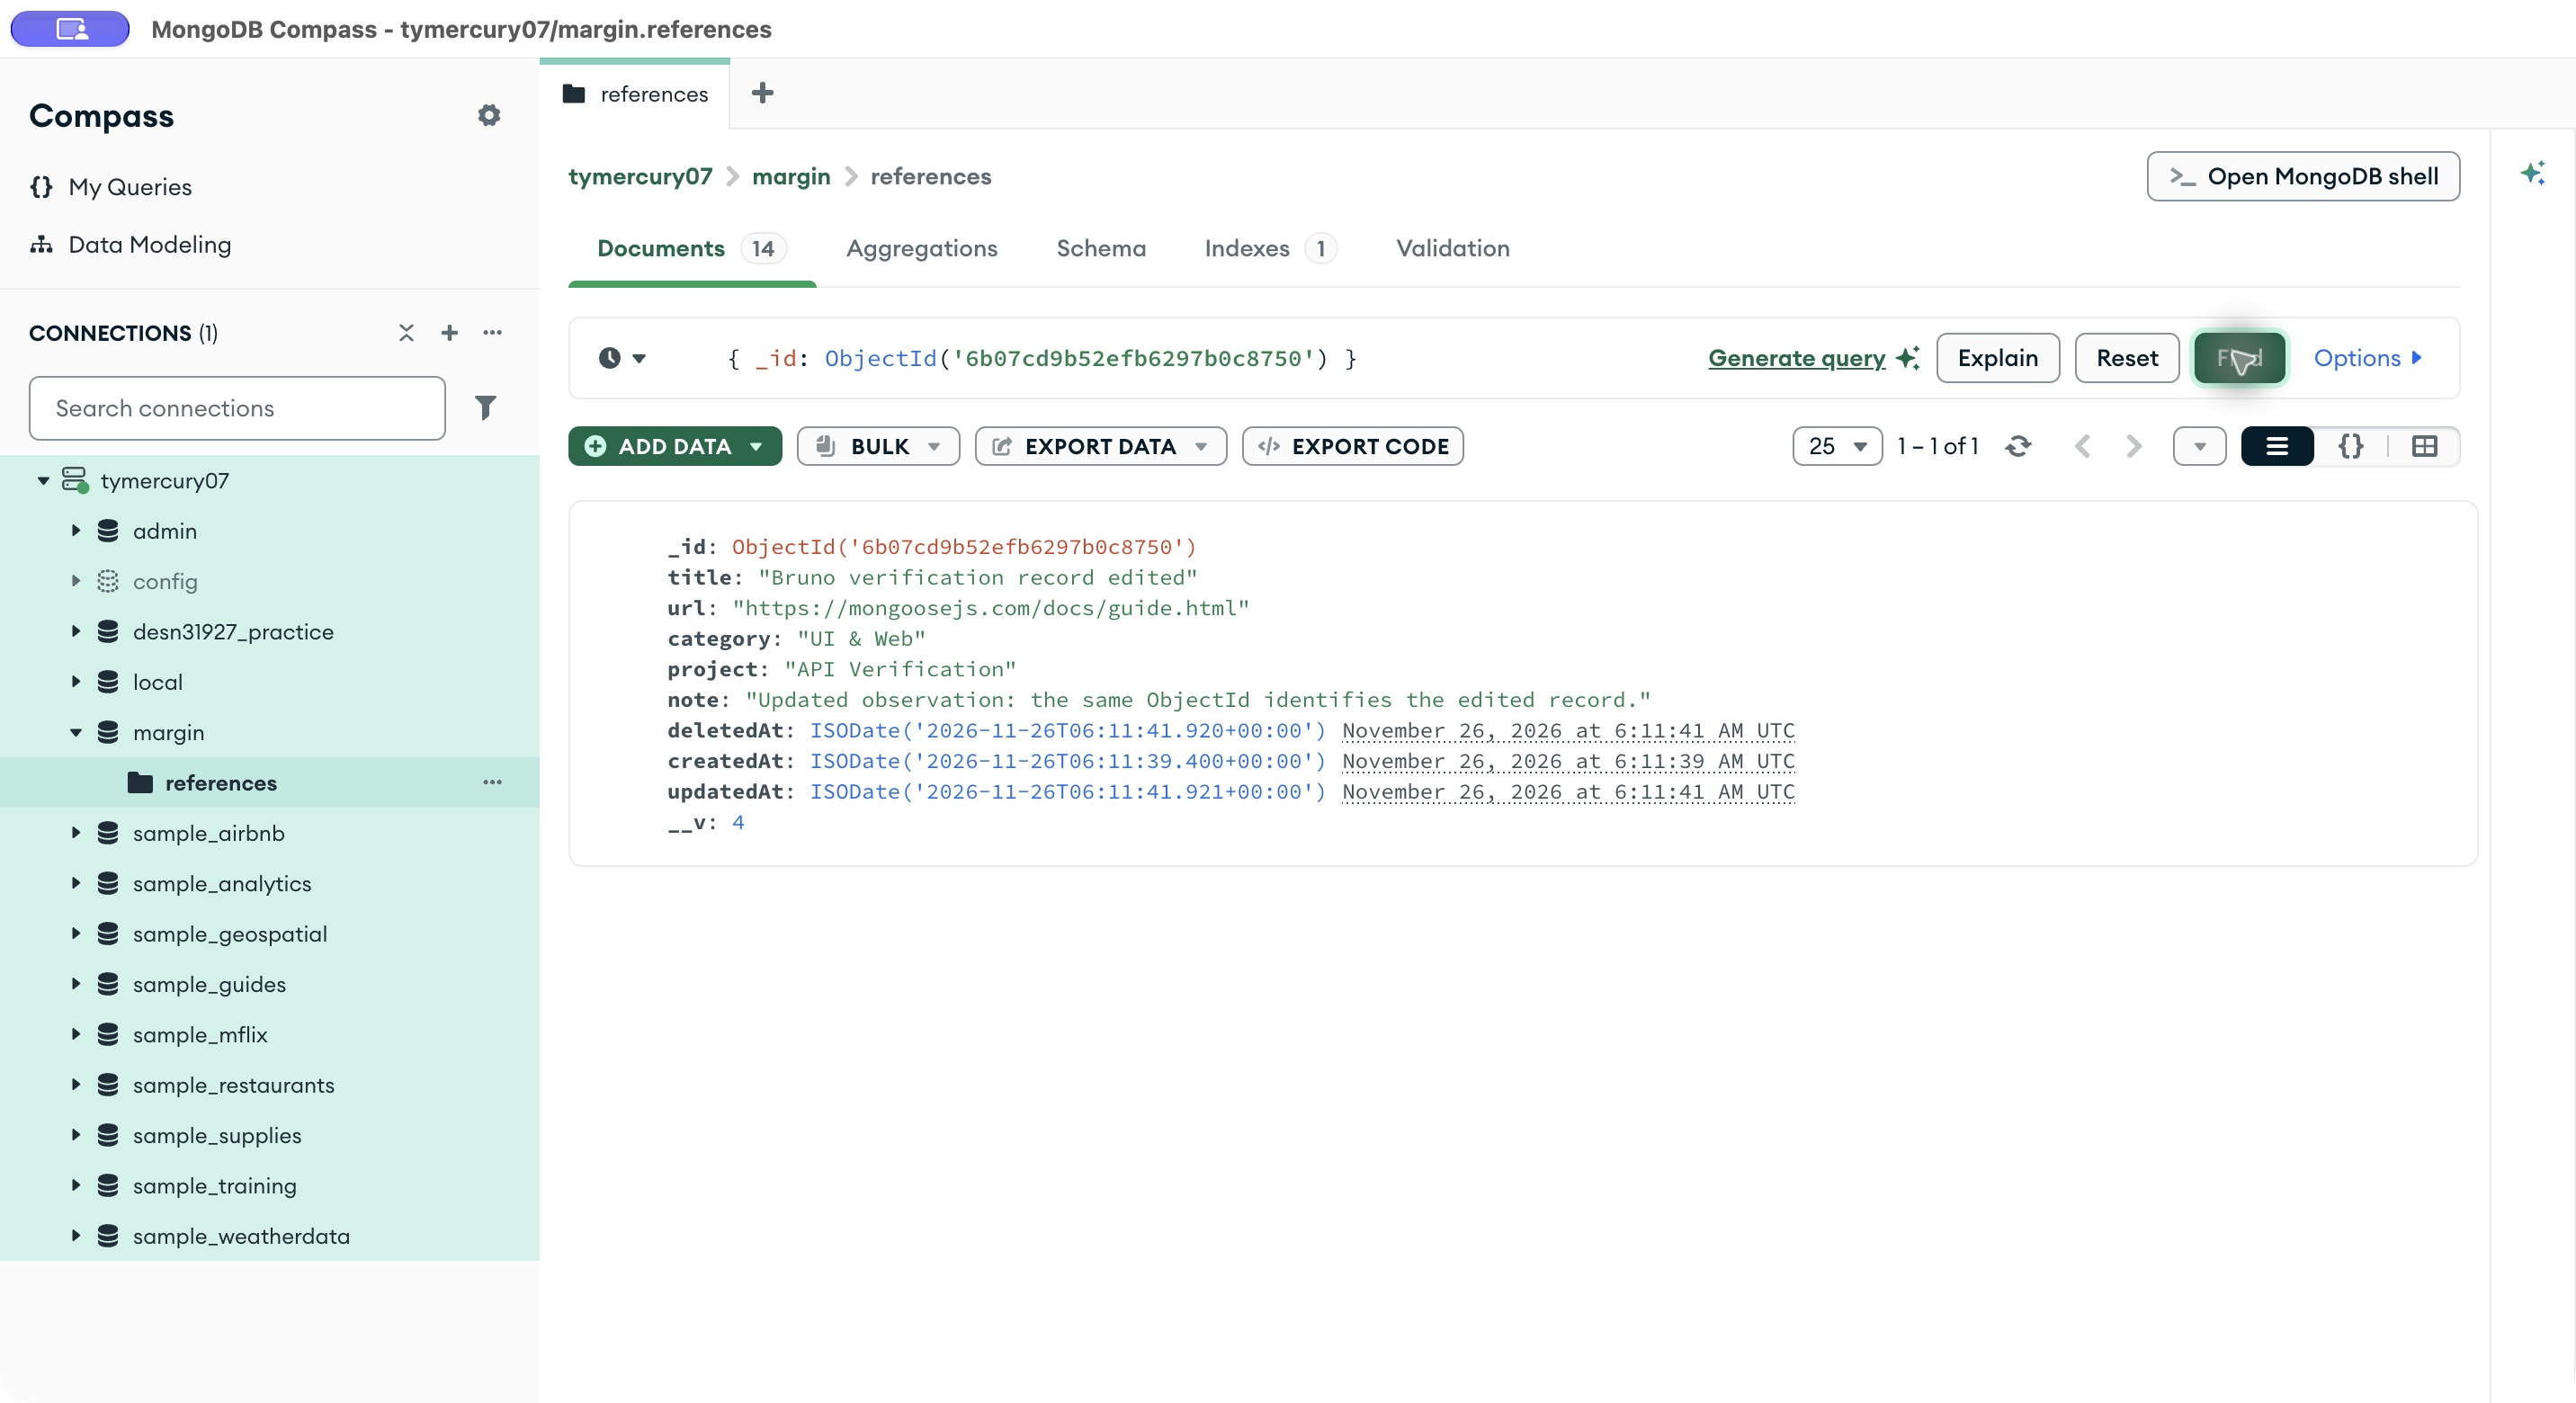 MongoDB Compass - tymercury07/margin.references
Compass
My Queries
Data Modeling
CONNECTIONS (1)
Search connections
tymercury07
admin
config
desn31927_practice
local
margin
references
sample_airbnb
sample_analytics
sample_geospatial
sample_guides
sample_mflix
sample_restaurants
sample_supplies
sample_training
sample_weatherdata
references
tymercury07 > margin > references
>_ Open MongoDB shell
Documents 14 Aggregations Schema Indexes 1 Validation
{ _id: ObjectId('6b07cd9b52efb6297b0c8750') }
Generate query Explain Reset Options
ADD DATA BULK EXPORT DATA </> EXPORT CODE 25 1 – 1 of 1 {}
_id: ObjectId('6b07cd9b52efb6297b0c8750')
title: "Bruno verification record edited"
url: "https://mongoosejs.com/docs/guide.html"
category: "UI & Web"
project: "API Verification"
note: "Updated observation: the same ObjectId identifies the edited record."
deletedAt: ISODate('2026-11-26T06:11:41.920+00:00') November 26, 2026 at 6:11:41 AM UTC
createdAt: ISODate('2026-11-26T06:11:39.400+00:00') November 26, 2026 at 6:11:39 AM UTC
updatedAt: ISODate('2026-11-26T06:11:41.921+00:00') November 26, 2026 at 6:11:41 AM UTC
__v: 4